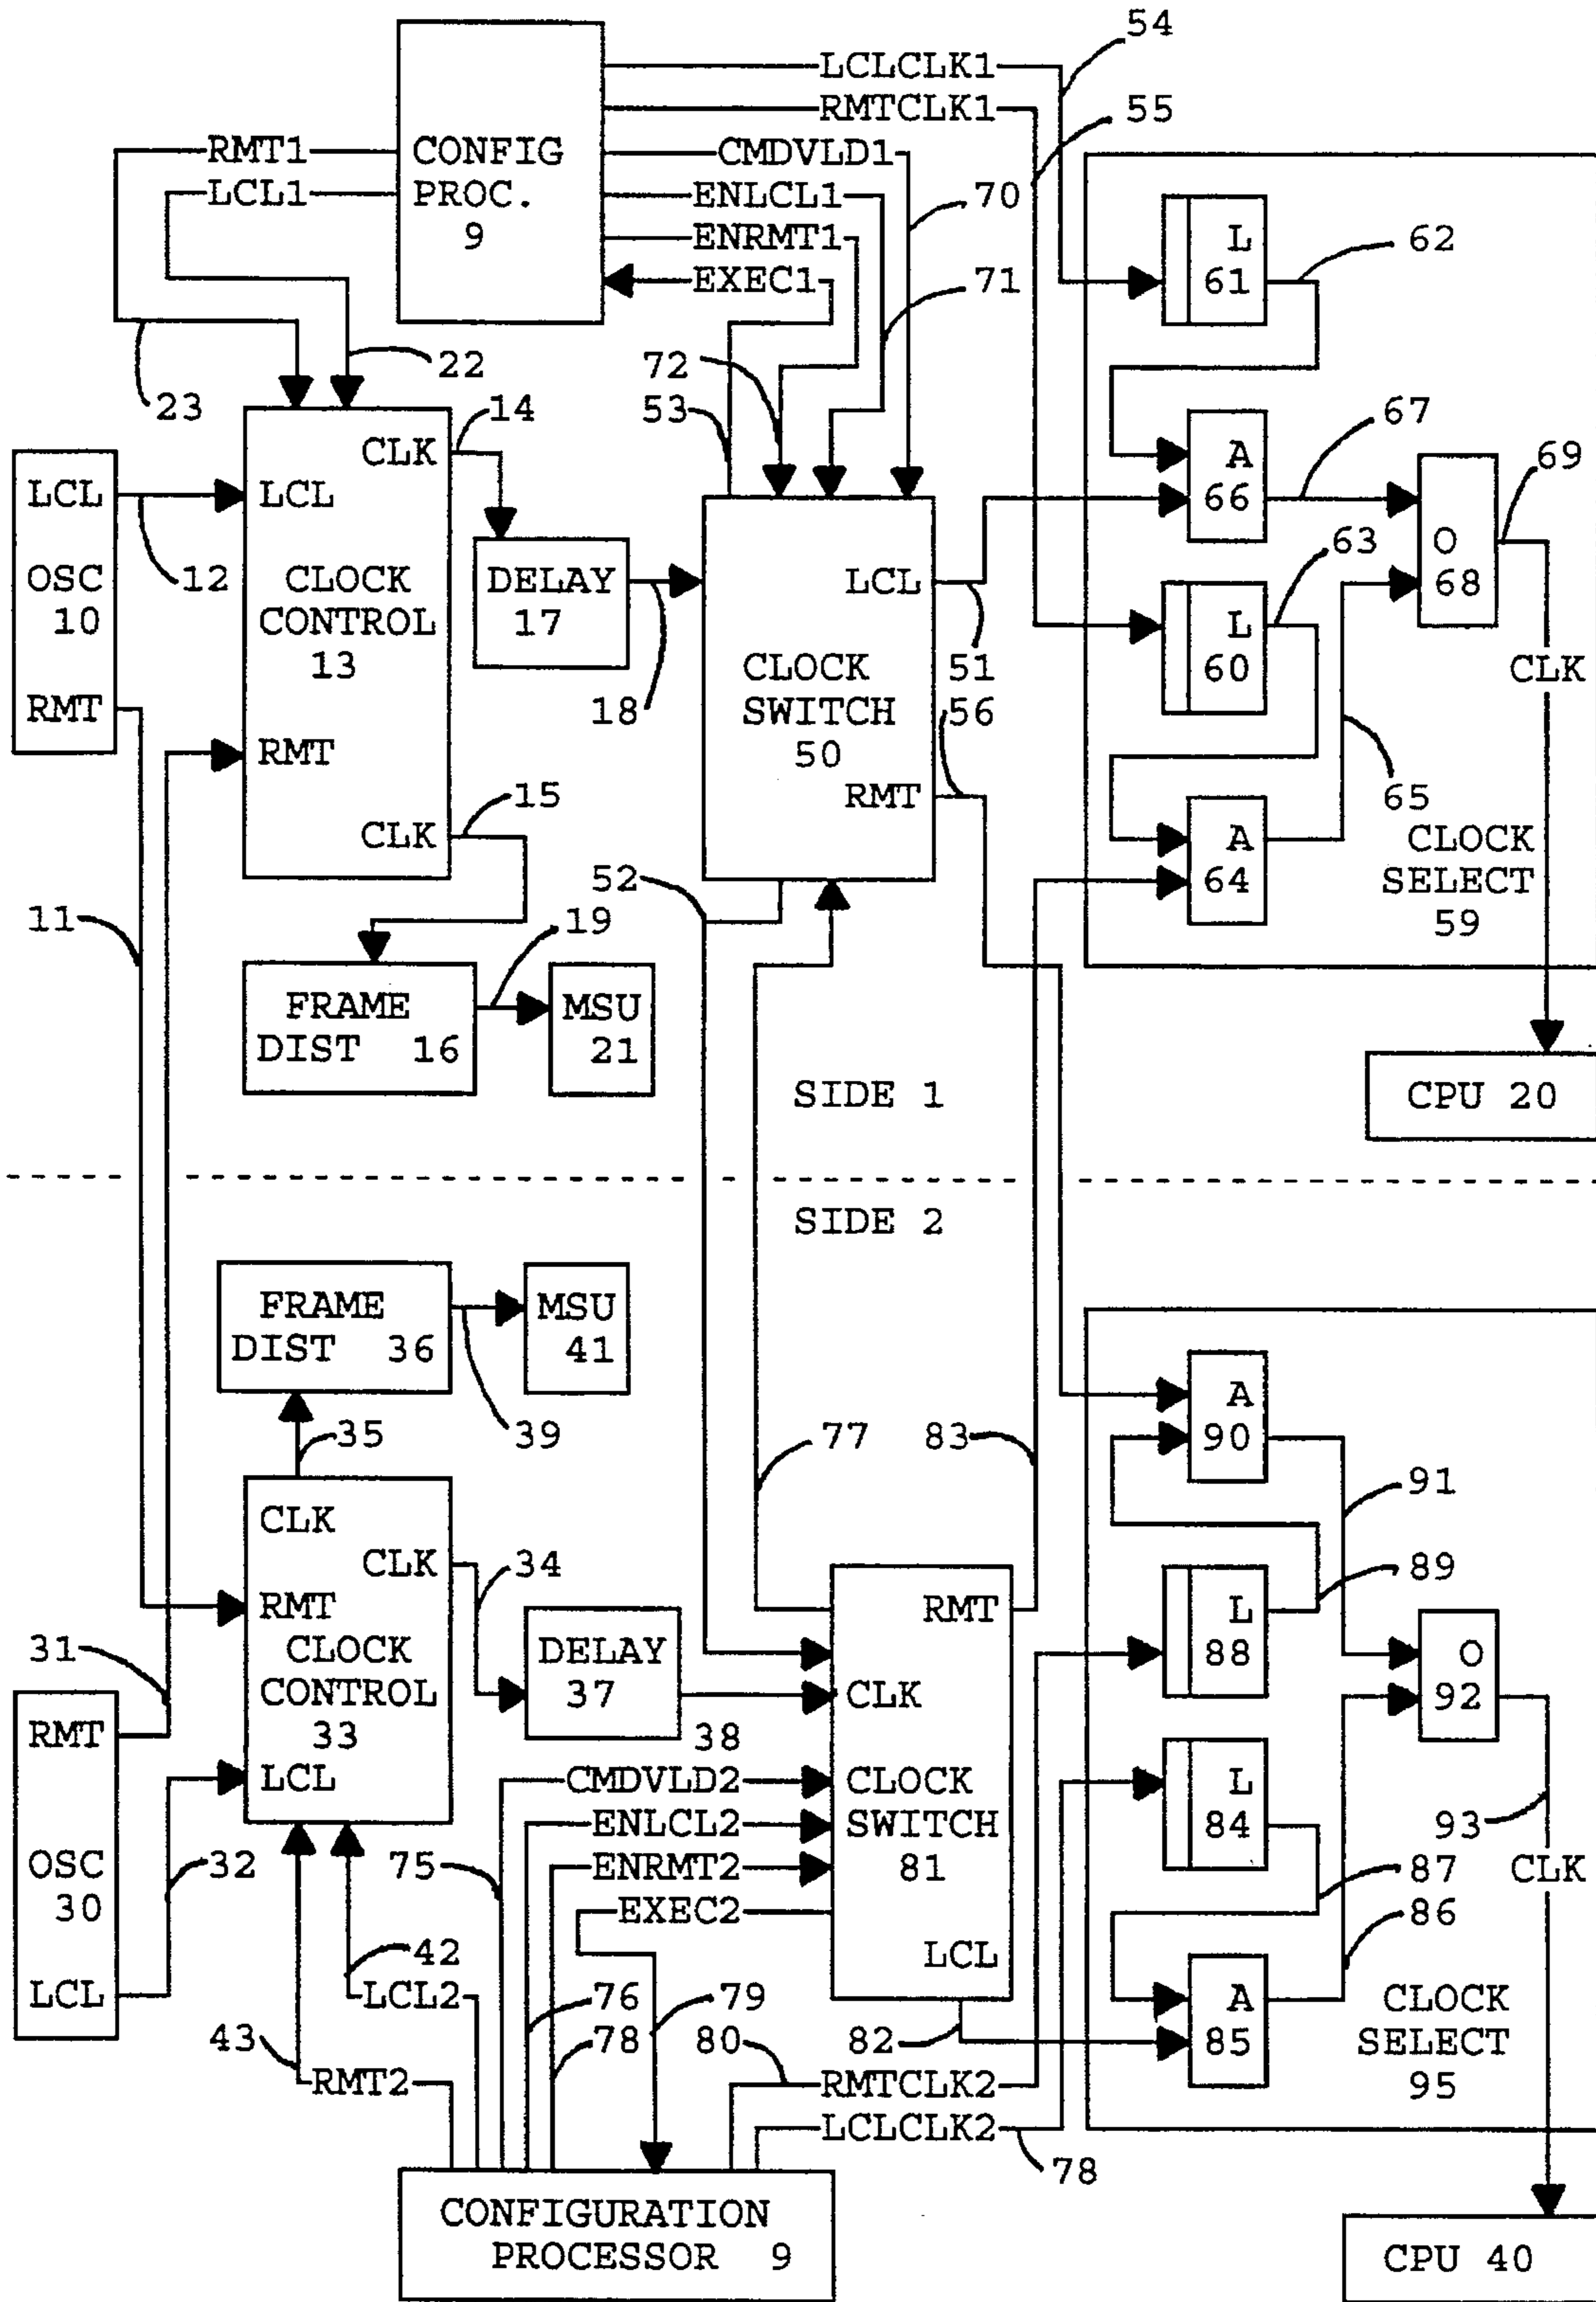 54
LCLCLK1
RMTCLK1
55
RMT1
CONFIG
CMDVLD1
LCL1
PROC.
ENLCL1
70
9
ENRMT1
L
62
EXEC1
71
61
22
72
23
14
53
67
CLK
A
69
LCL
LCL
66
12
63
O
OSC
CLOCK
DELAY
LCL
68
10
CONTROL
17
L
13
CLOCK
51
60
CLK
RMT
18
SWITCH
56
50
RMT
RMT
65
15
A
CLOCK
CLK
52
64
SELECT
11
19
59
FRAME
MSU
DIST 16
21
SIDE 1
CPU 20
SIDE 2
FRAME
MSU
DIST 36
41
A
35
39
77
83
90
91
CLK
CLK
34
89
RMT
RMT
L
31
CLOCK
DELAY
88
O
CONTROL
37
CLK
92
RMT
33
38
LCL
CMDVLD2
CLOCK
L
ENLCL2
SWITCH
84
93
OSC
32
75
ENRMT2
81
87
CLK
30
EXEC2
86
42
LCL
LCL
LCL2
76
79
A
CLOCK
43
78
80
82
85
SELECT
RMT2
RMTCLK2
95
LCLCLK2
78
CONFIGURATION
PROCESSOR 9
CPU 40